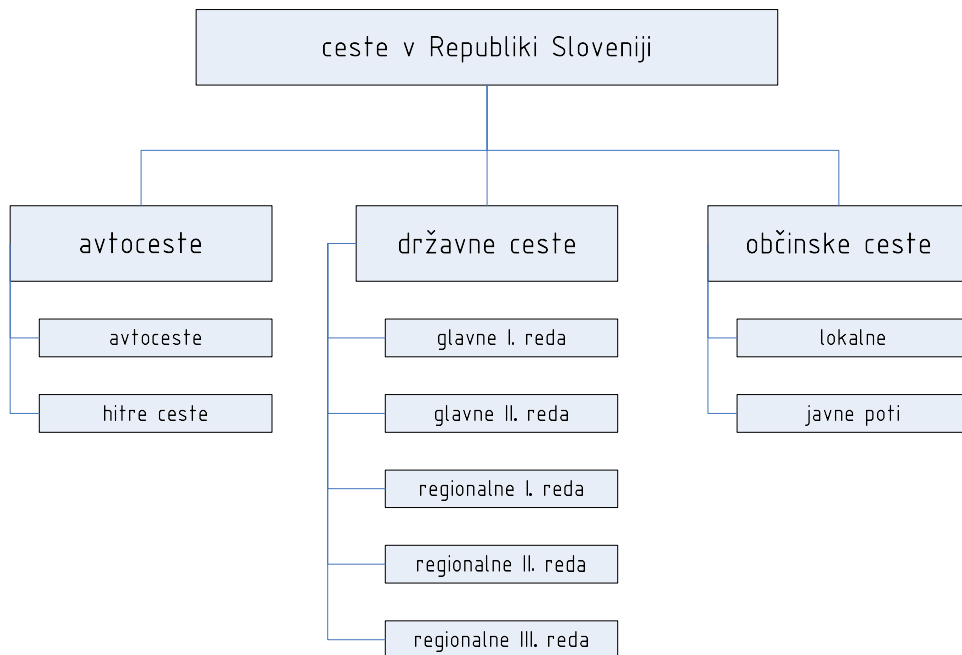 ceste v Republiki Sloveniji
avtoceste
avtoceste
hitre ceste
državne ceste
glavne I. reda
glavne II. reda
regionalne I. reda
regionalne II. reda
regionalne III. reda
občinske ceste
lokalne
javne poti